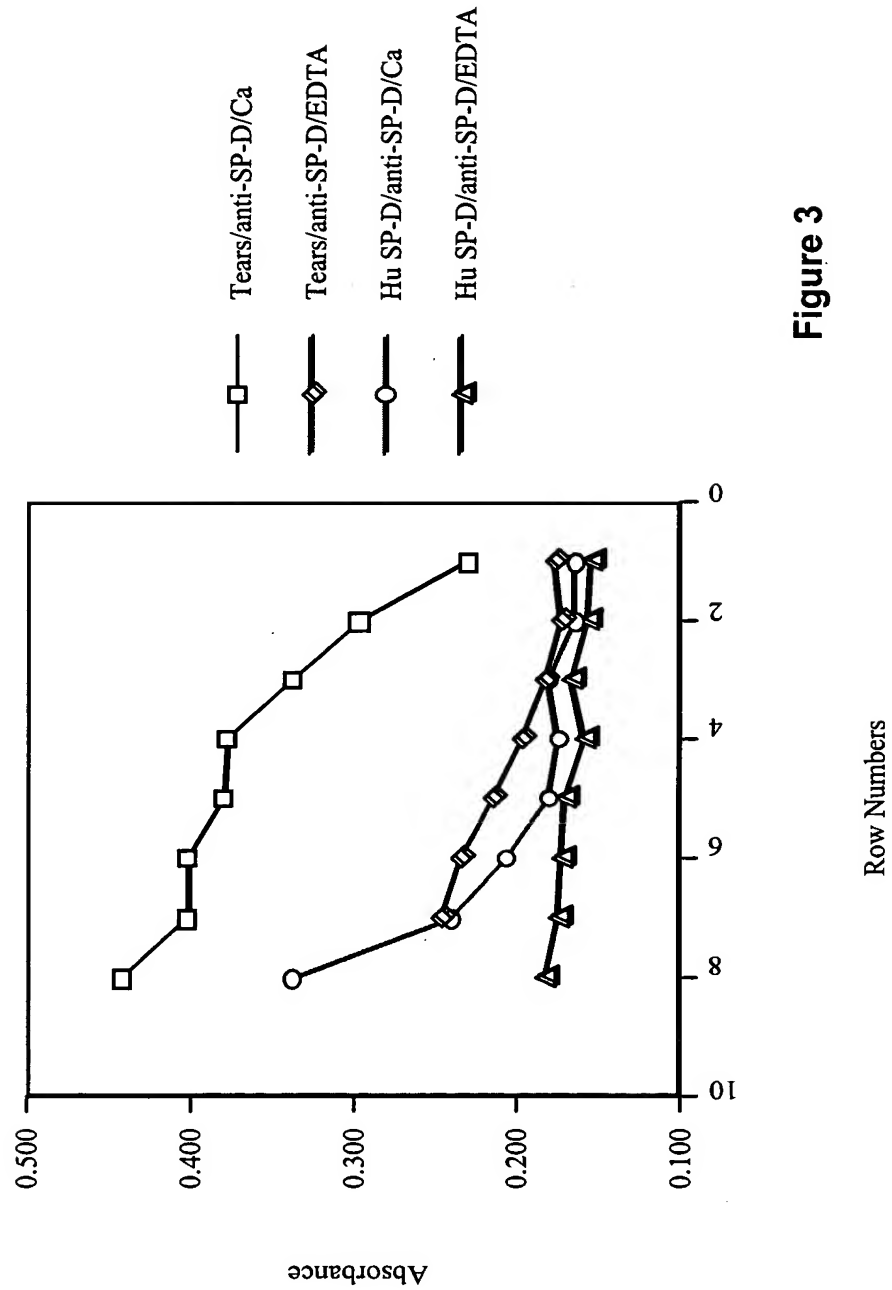 Absorbance
0.500
0.400
0.300
0.200
0.100
10
8
6
4
2
0
Row Numbers
Tears/anti-SP-D/Ca
Tears/anti-SP-D/EDTA
Hu SP-D/anti-SP-D/Ca
Hu SP-D/anti-SP-D/EDTA
Figure 3